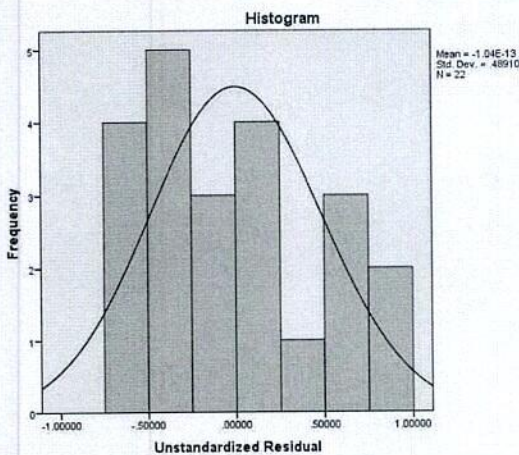 Histogram
Mean = -1.04E-13
Std. Dev. = .48910
N = 22
Frequency
5
4
3
2
1
0
-1.00000 -.50000 .00000 .50000 1.00000
Unstandardized Residual